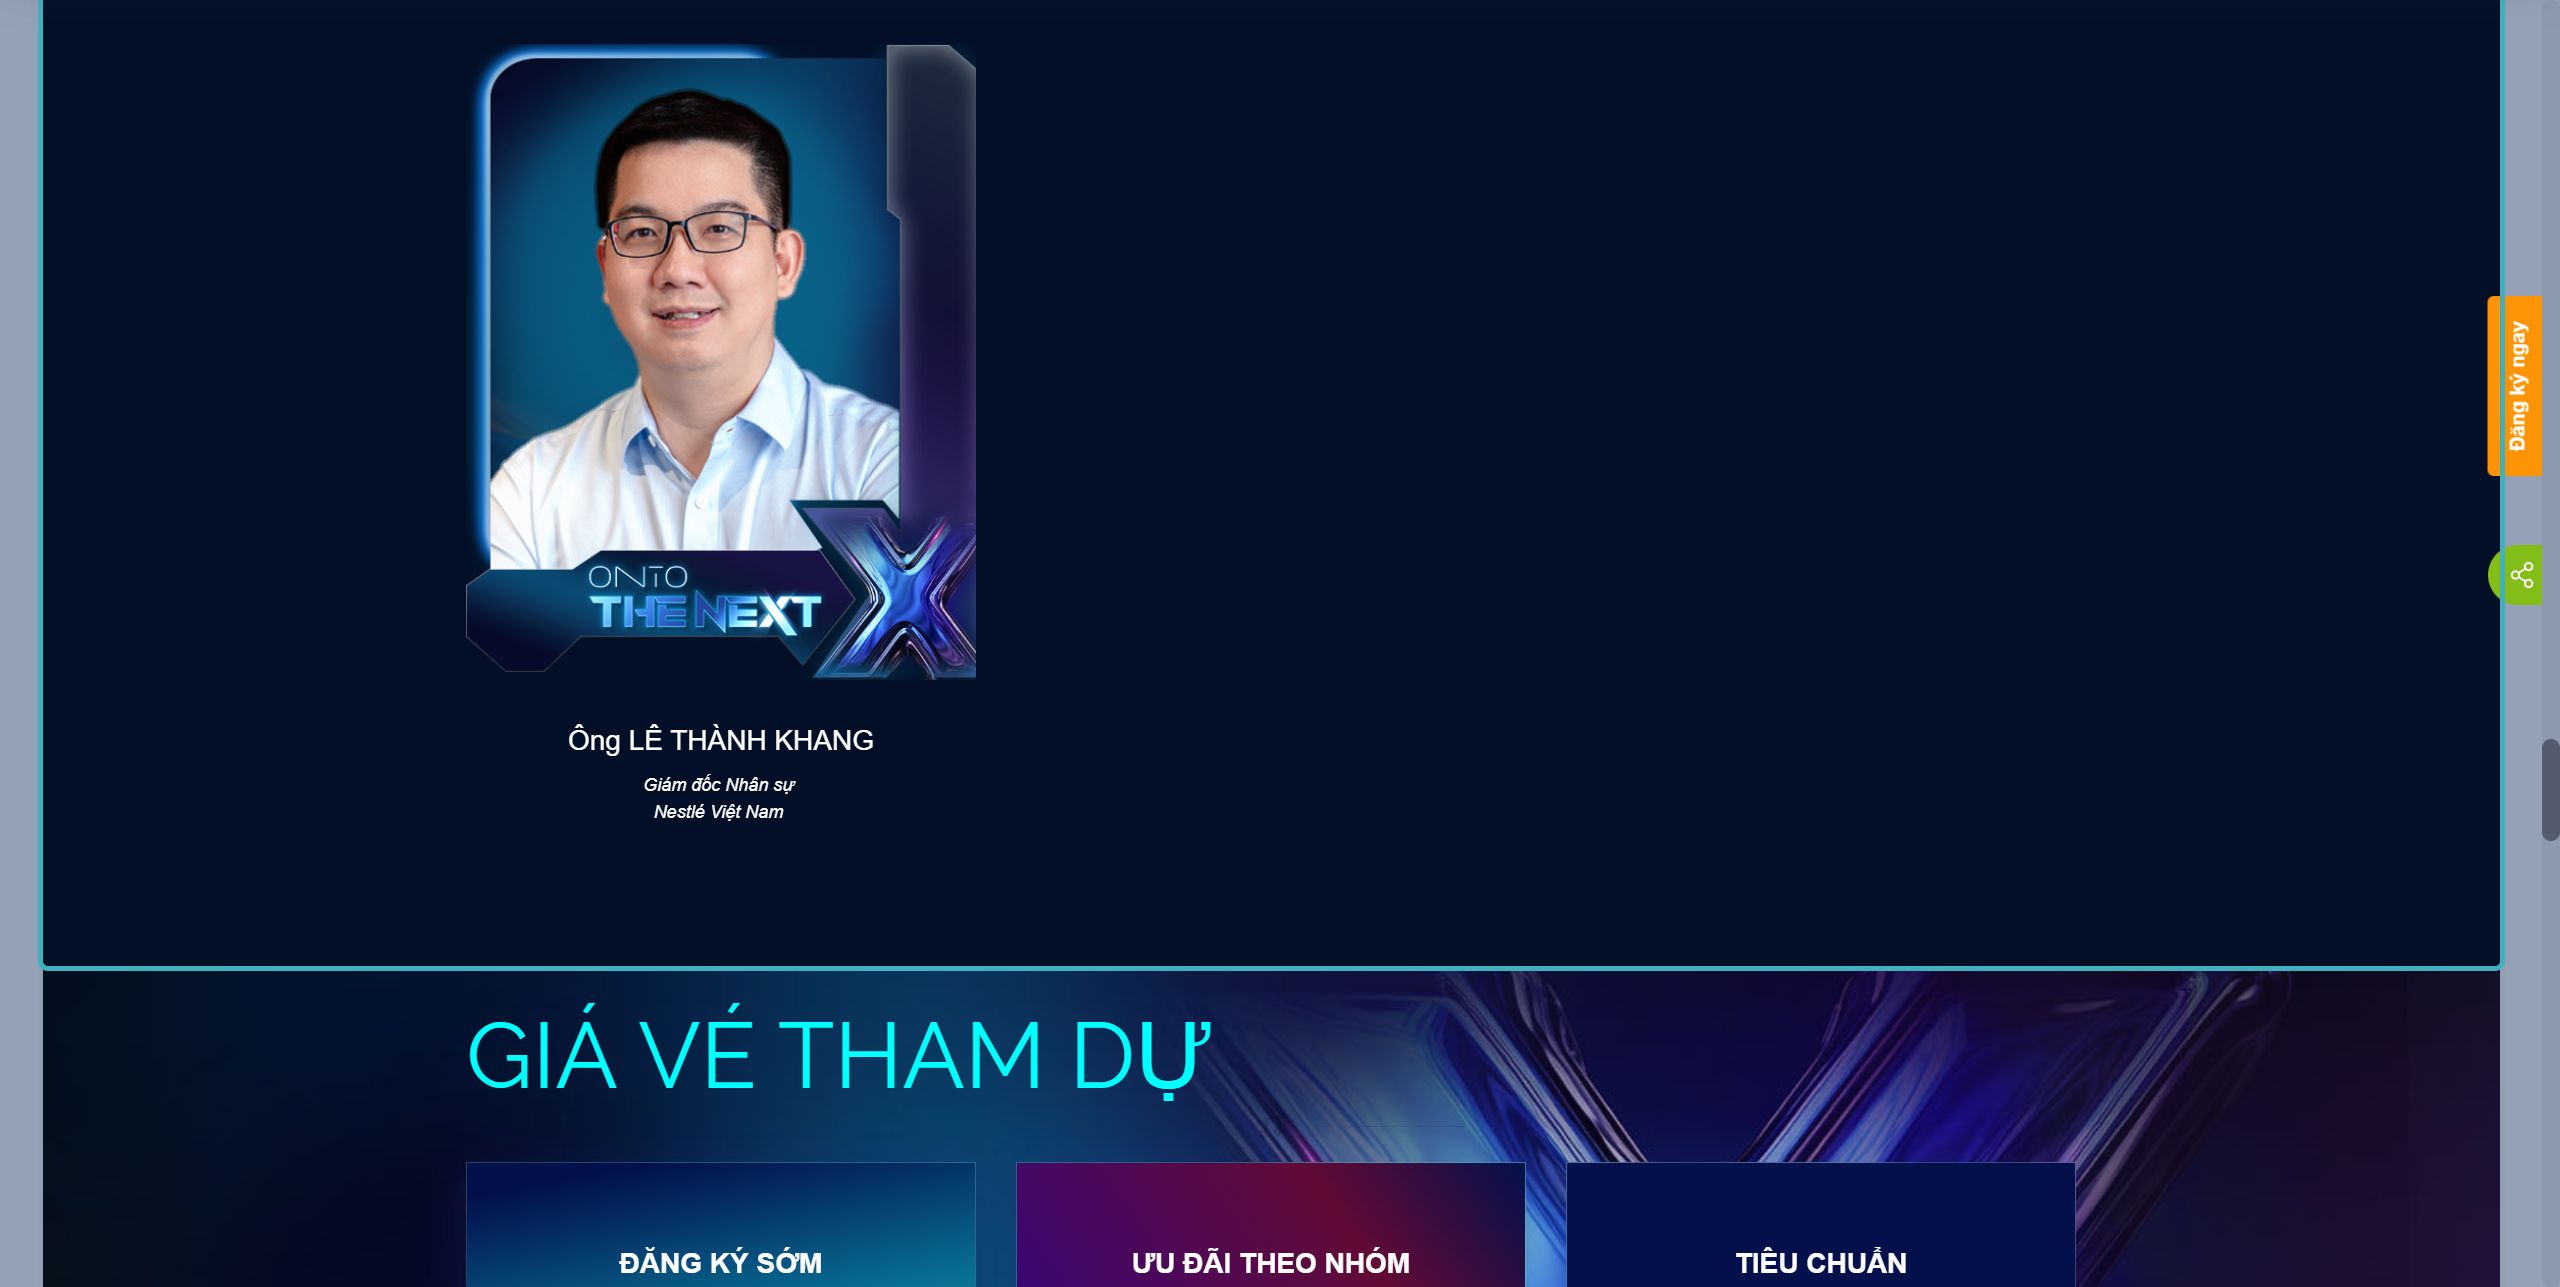 ONTO
THE NEXT
X
Ông LÊ THÀNH KHANG
Giám đốc Nhân sự
Nestlé Việt Nam
Đăng ký ngay
GIÁ VÉ THAM DỰ
ĐĂNG KÝ SỚM
ƯU ĐÃI THEO NHÓM
TIÊU CHUẨN